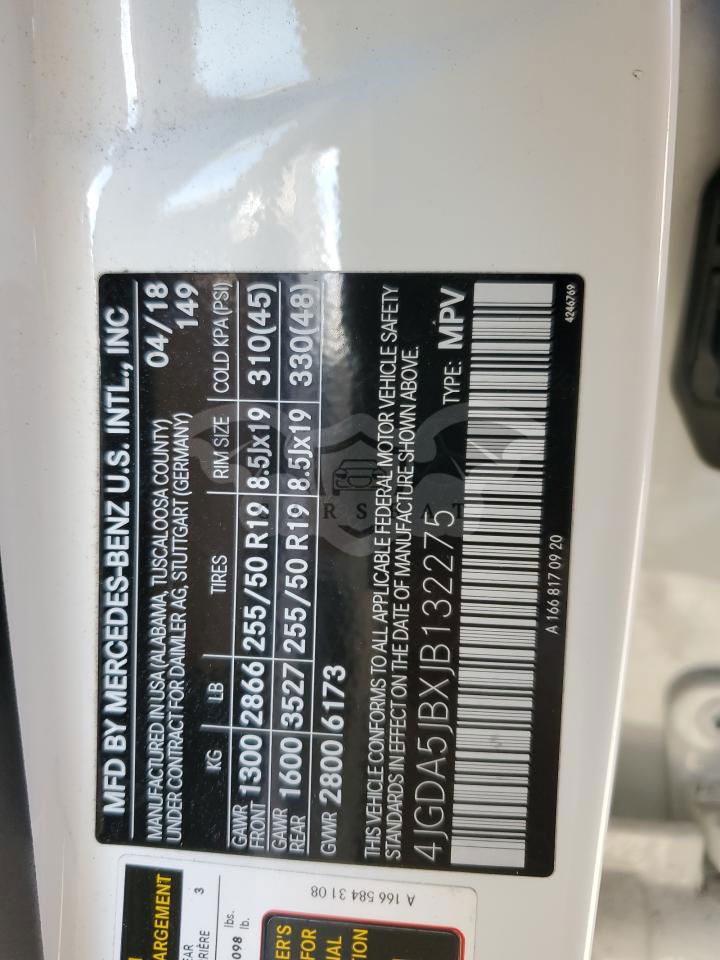 MFD BY MERCEDES-BENZ U.S. INTL., INC
MANUFACTURED IN USA (ALABAMA, TUSCALOOSA COUNTY) 04/18
UNDER CONTRACT FOR DAIMLER AG, STUTTGART (GERMANY) 149
KG LB TIRES RIM SIZE COLD KPA (PSI)
GAWR FRONT 1300 2866 255/50 R19 8.5Jx19 310(45)
GAWR REAR 1600 3527 255/50 R19 8.5Jx19 330(48)
GVWR 2800 6173
THIS VEHICLE CONFORMS TO ALL APPLICABLE FEDERAL MOTOR VEHICLE SAFETY
STANDARDS IN EFFECT ON THE DATE OF MANUFACTURE SHOWN ABOVE.
4JGDA5JBXJB132275 TYPE: MPV
A 166 817 09 20
4246769
A 166 584 31 08
3
098 lbs.
lb.